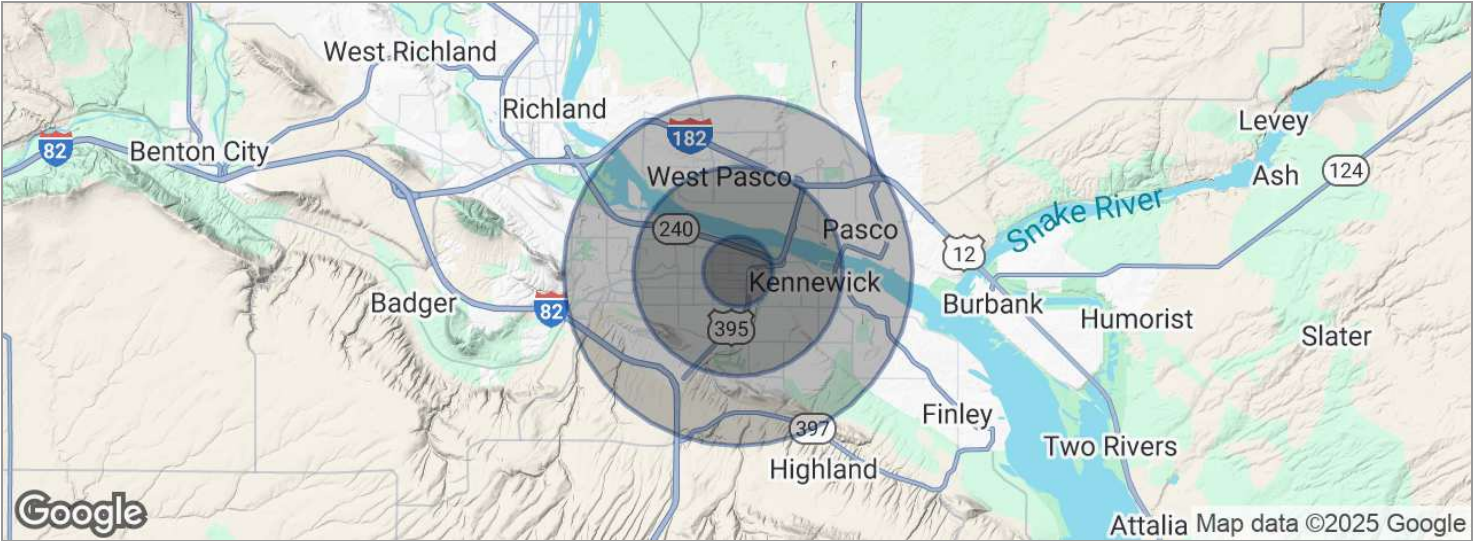 West Richland
Richland
Levey
182
82
Benton City
West Pasco
Ash
124
Snake River
240
Pasco
12
Kennewick
Badger
82
Burbank
Humorist
395
Slater
Finley
397
Two Rivers
Highland
Google
Attalia
Map data ©2025 Google